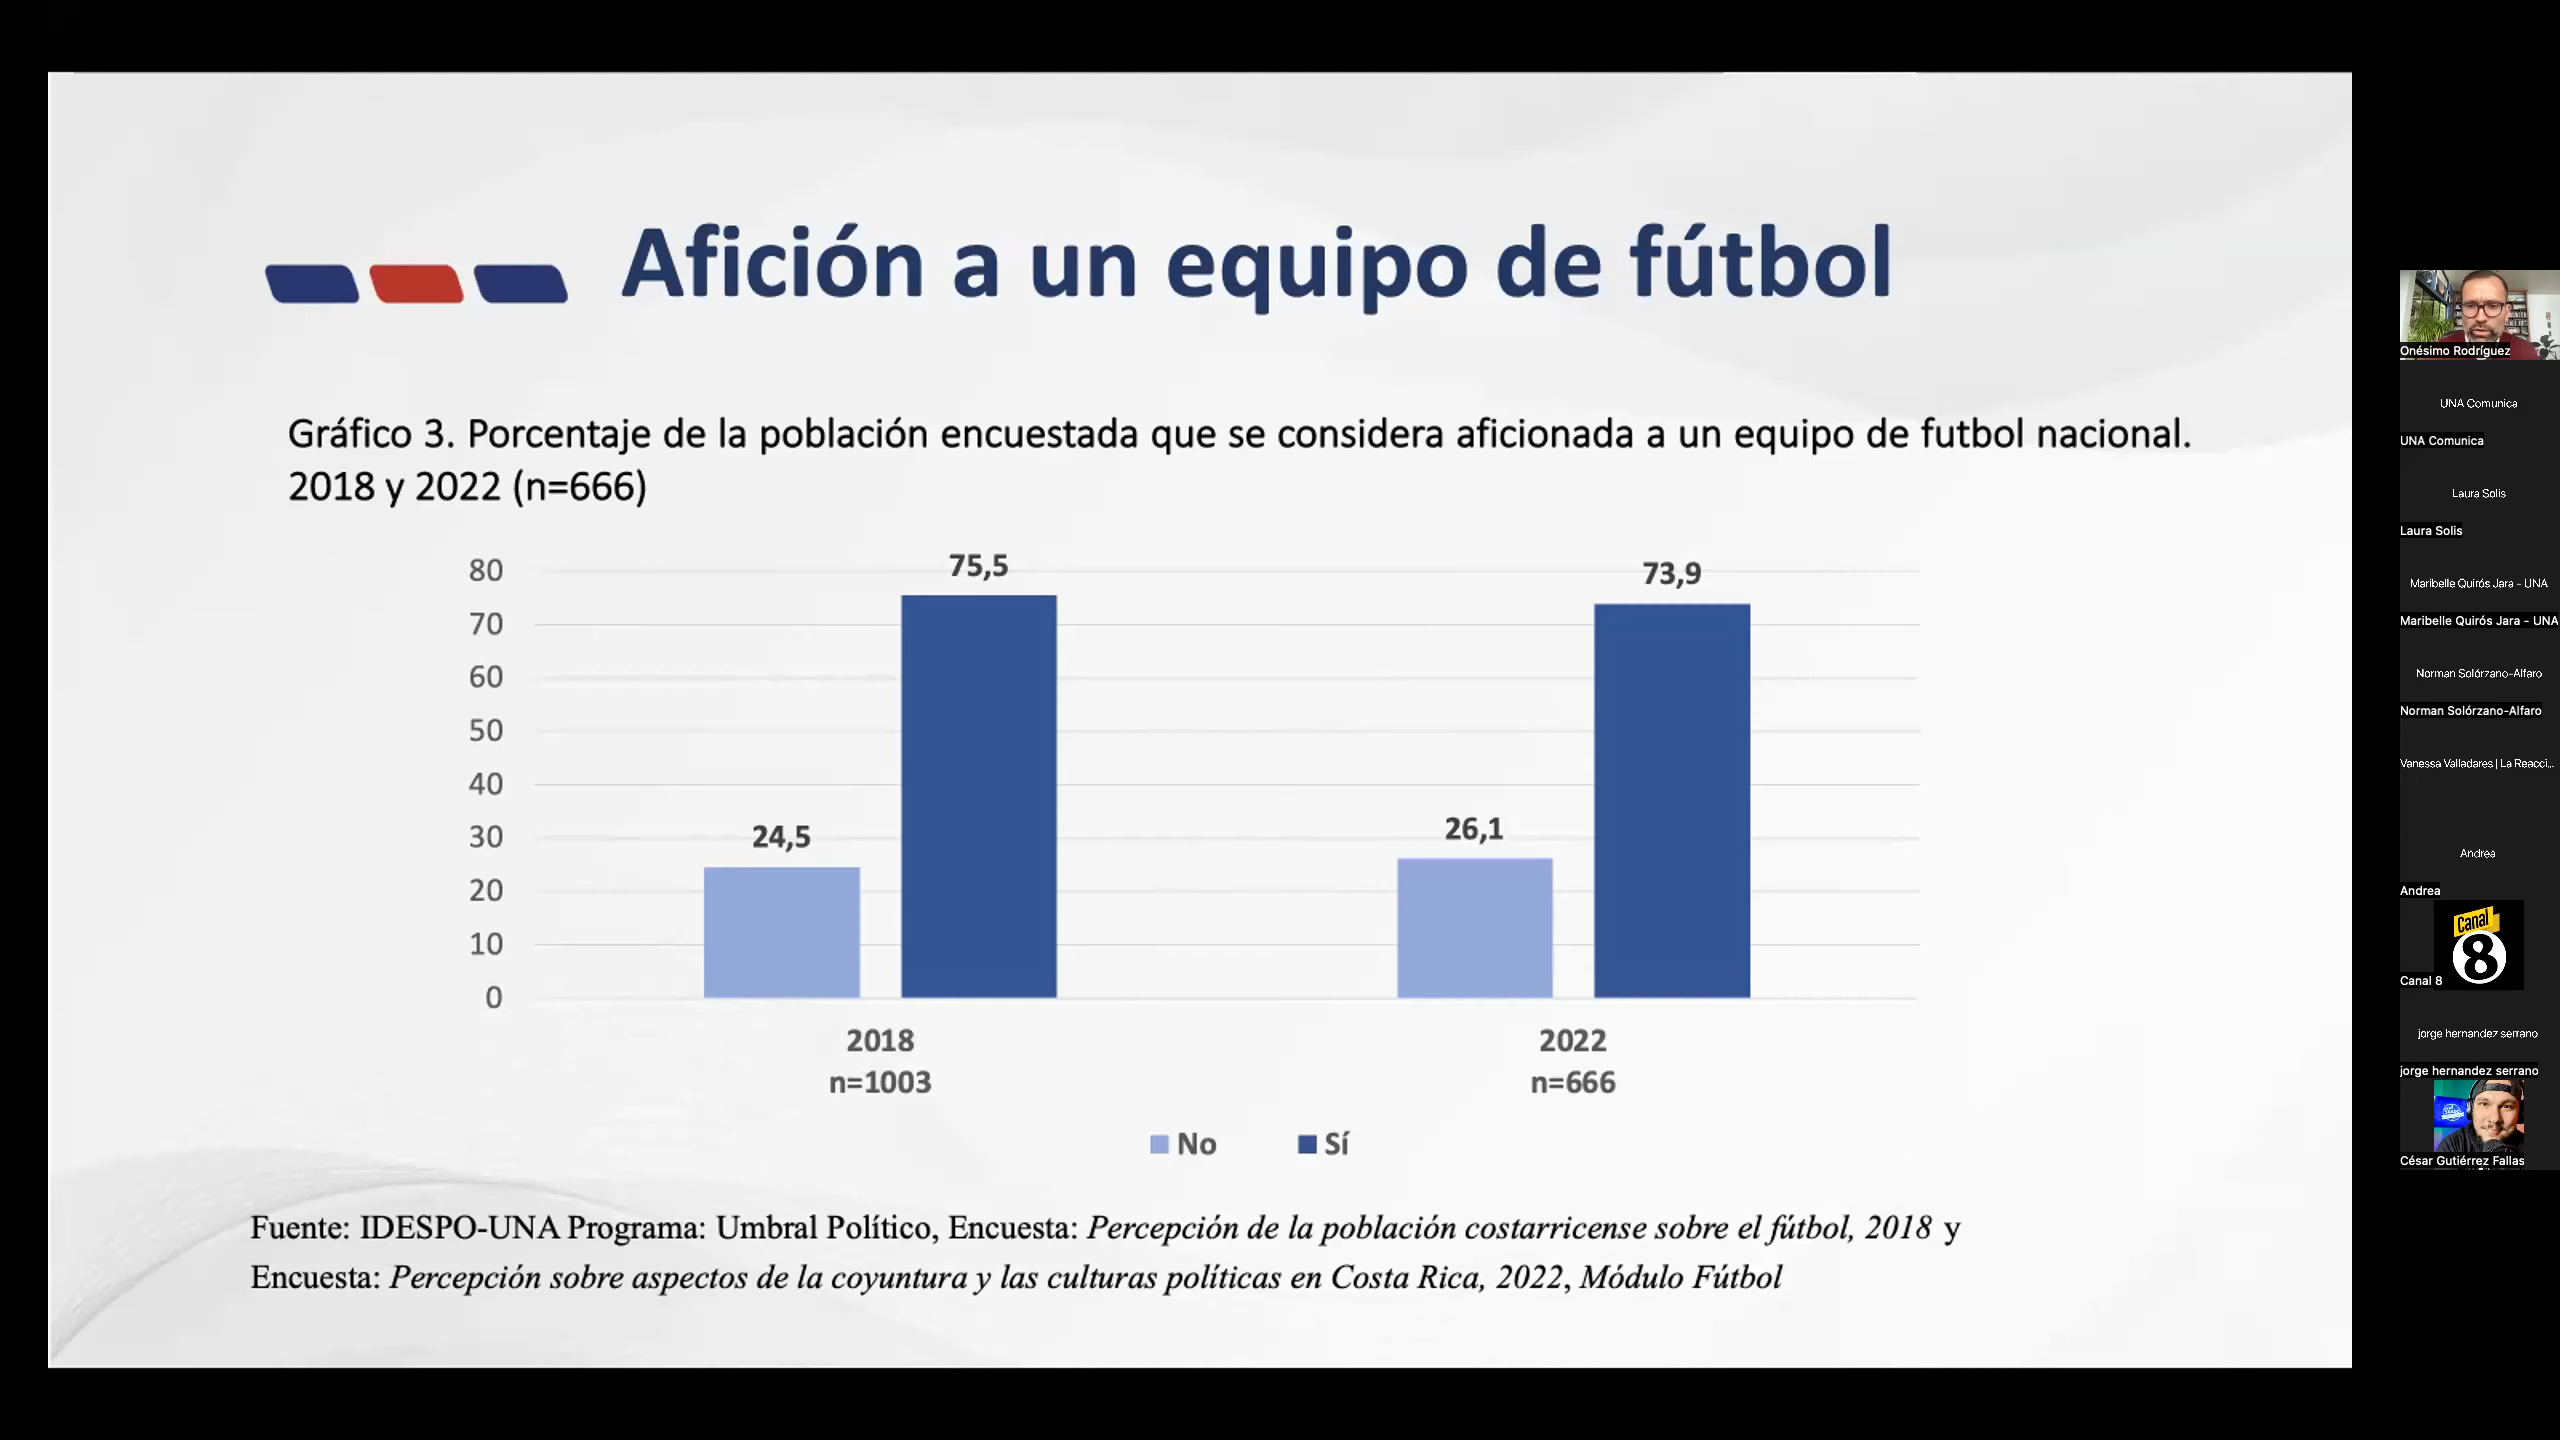 Afición a un equipo de fútbol
Gráfico 3. Porcentaje de la población encuestada que se considera aficionada a un equipo de futbol nacional.
2018 y 2022 (n=666)
80
70
60
50
40
30
20
10
0
24,5
75,5
26,1
73,9
2018
n=1003
2022
n=666
No
Sí
Fuente: IDESPO-UNA Programa: Umbral Político, Encuesta: Percepción de la población costarricense sobre el fútbol, 2018 y
Encuesta: Percepción sobre aspectos de la coyuntura y las culturas políticas en Costa Rica, 2022, Módulo Fútbol
Onésimo Rodríguez
UNA Comunica
UNA Comunica
Laura Solis
Laura Solis
Maribelle Quirós Jara - UNA
Maribelle Quirós Jara - UNA
Norman Solórzano-Alfaro
Norman Solórzano-Alfaro
Vanessa Valladares | La Reacci...
Andrea
Andrea
Canal
8
Canal 8
jorge hernandez serrano
jorge hernandez serrano
César Gutiérrez Fallas